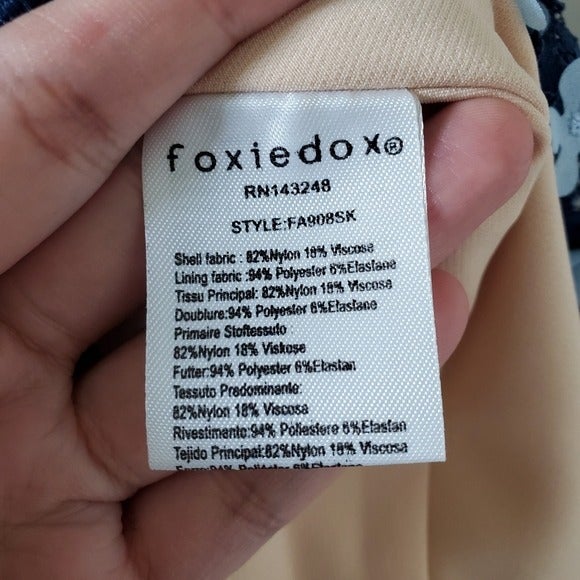 foxiedox®
RN143248
STYLE:FA908SK
Shell fabric : 82%Nylon 18% Viscose
Lining fabric :94% Polyester 6%Elastane
Tissu Principal: 82%Nylon 18% Viscose
Doublure:94% Polyester 6%Elastane
Primaire Stoftessuto
82%Nylon 18% Viskose
Futter:94% Polyester 6%Elastan
Tessuto Predominante:
82%Nylon 18% Viscosa
Rivestimento:94% Poliestere 6%Elastan
Tejido Principal:82%Nylon 18% Viscosa